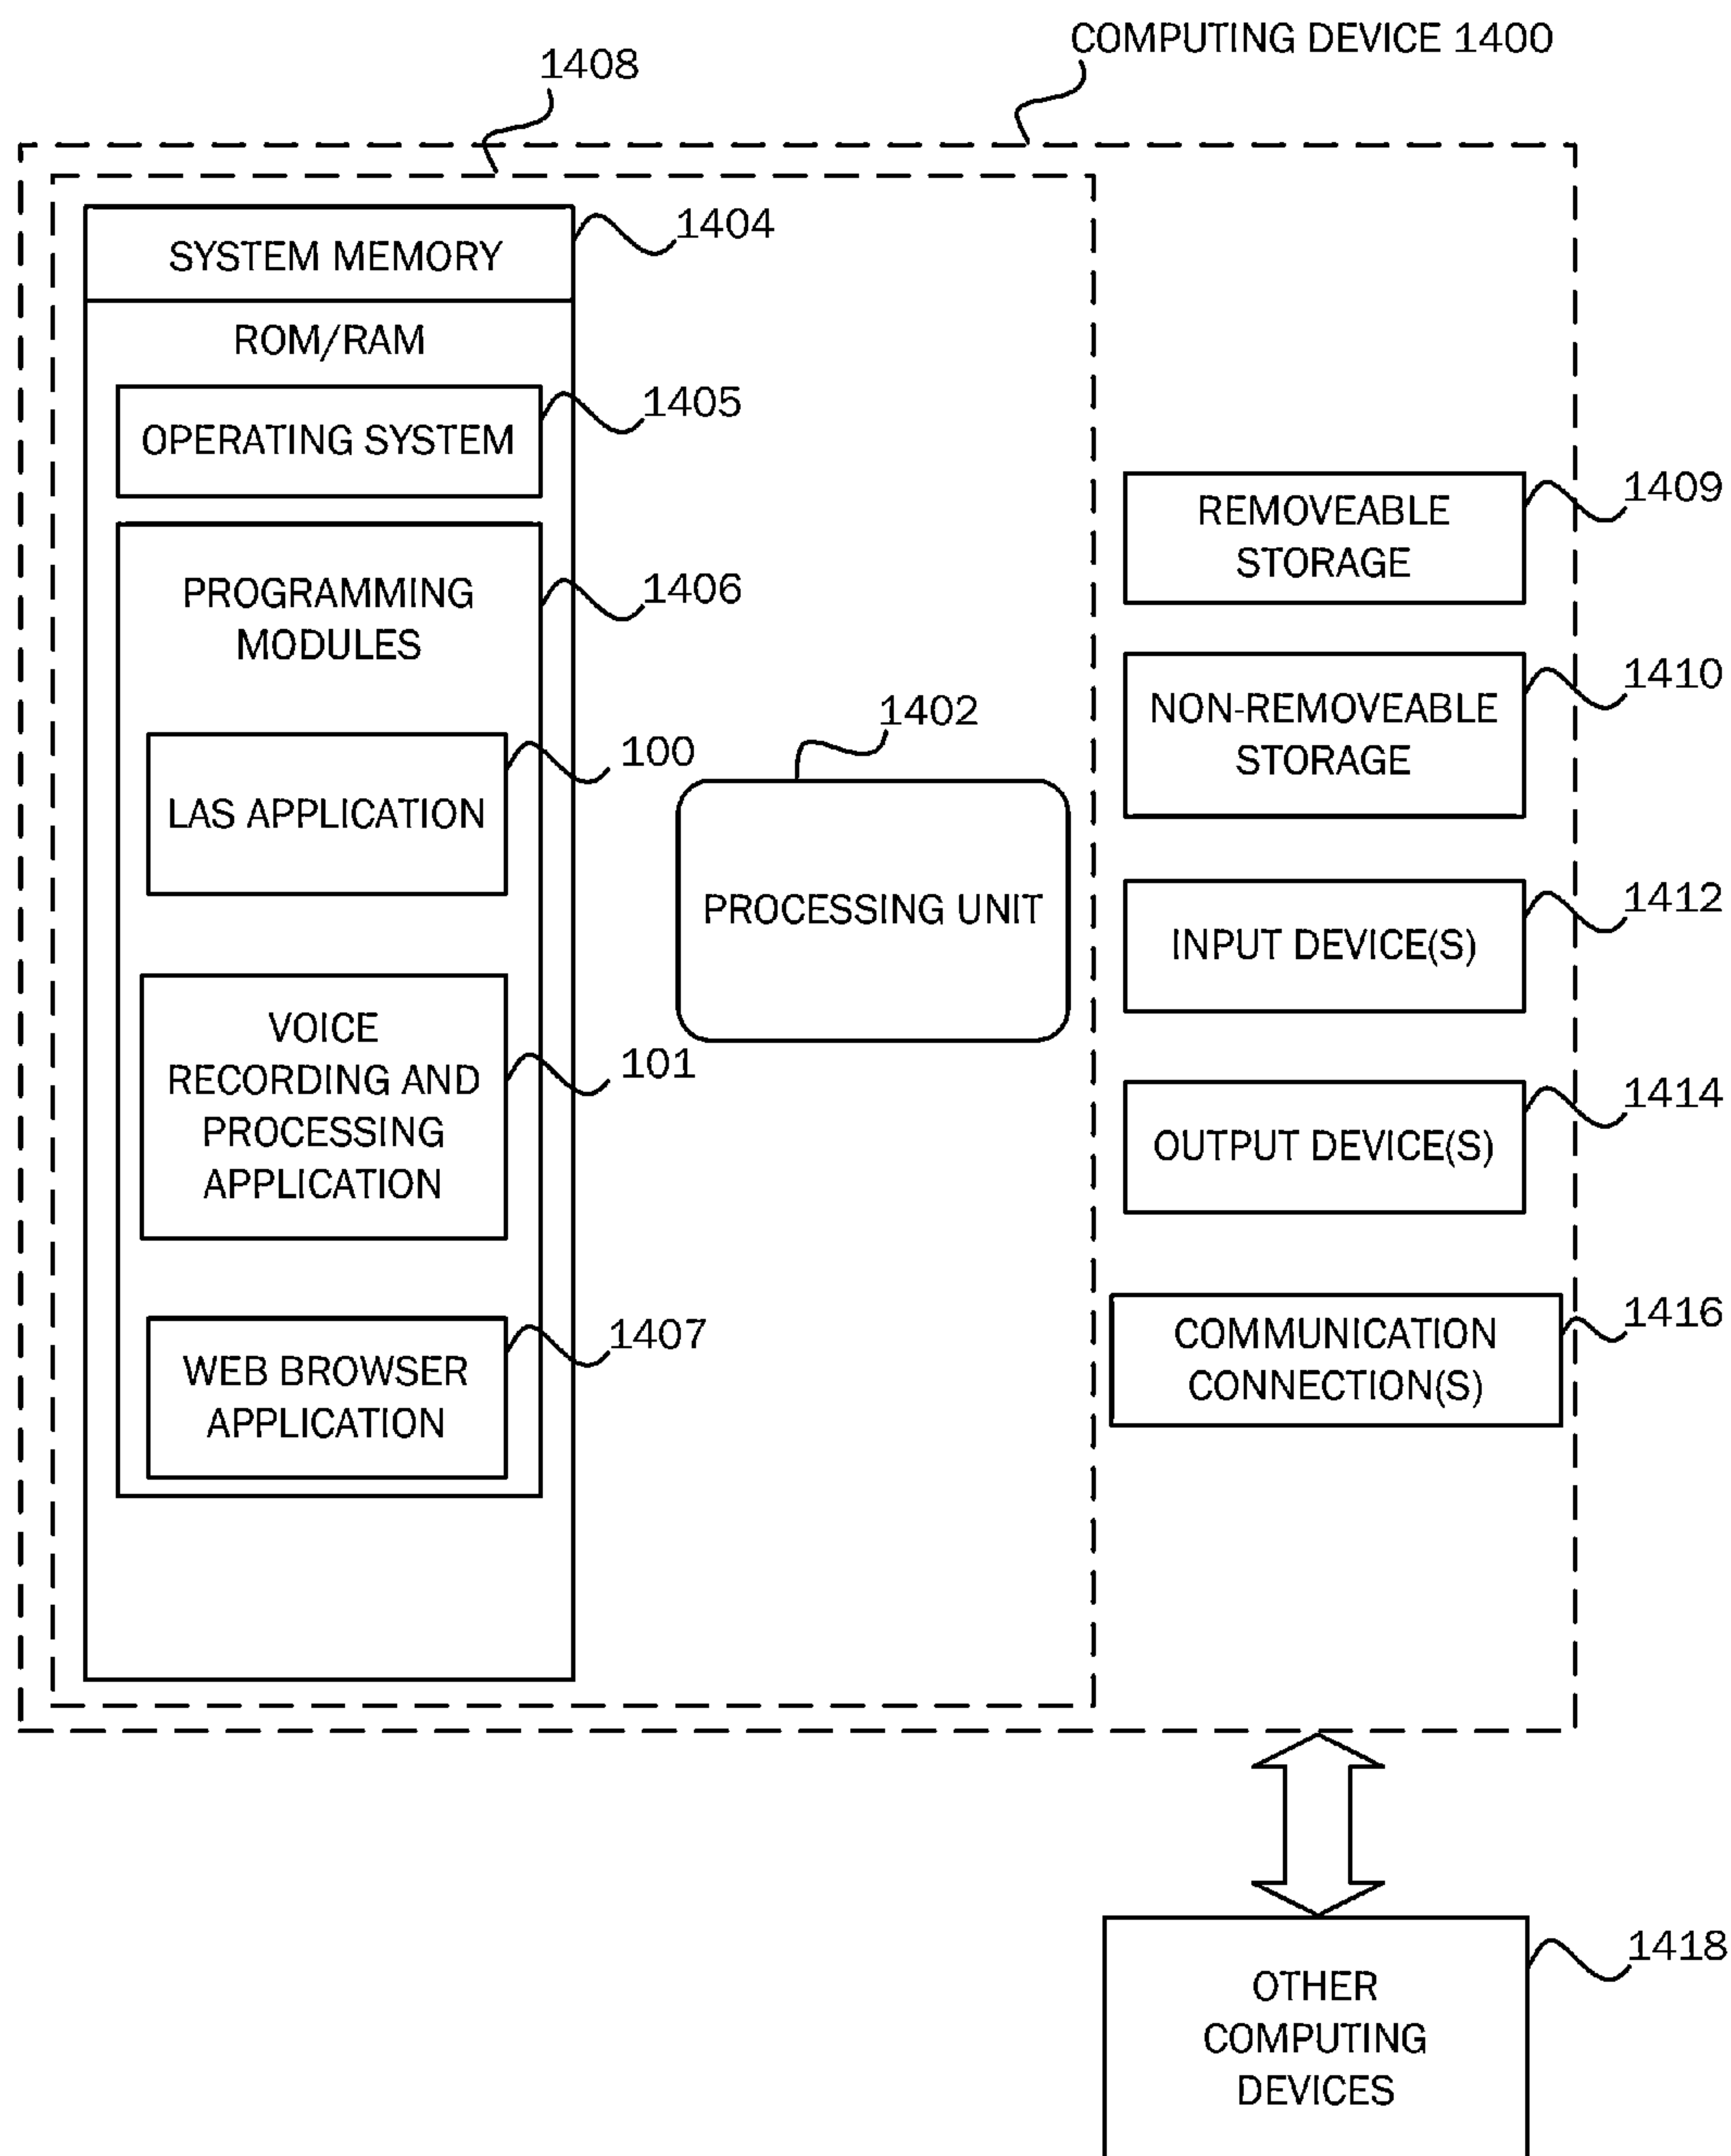 COMPUTING DEVICE 1400
1408
SYSTEM MEMORY
1404
ROM/RAM
OPERATING SYSTEM
1405
PROGRAMMING
MODULES
1406
LAS APPLICATION
100
VOICE
RECORDING AND
PROCESSING
APPLICATION
101
WEB BROWSER
APPLICATION
1407
1402
PROCESSING UNIT
REMOVEABLE
STORAGE
1409
NON-REMOVEABLE
STORAGE
1410
INPUT DEVICE(S)
1412
OUTPUT DEVICE(S)
1414
COMMUNICATION
CONNECTION(S)
1416
OTHER
COMPUTING
DEVICES
1418